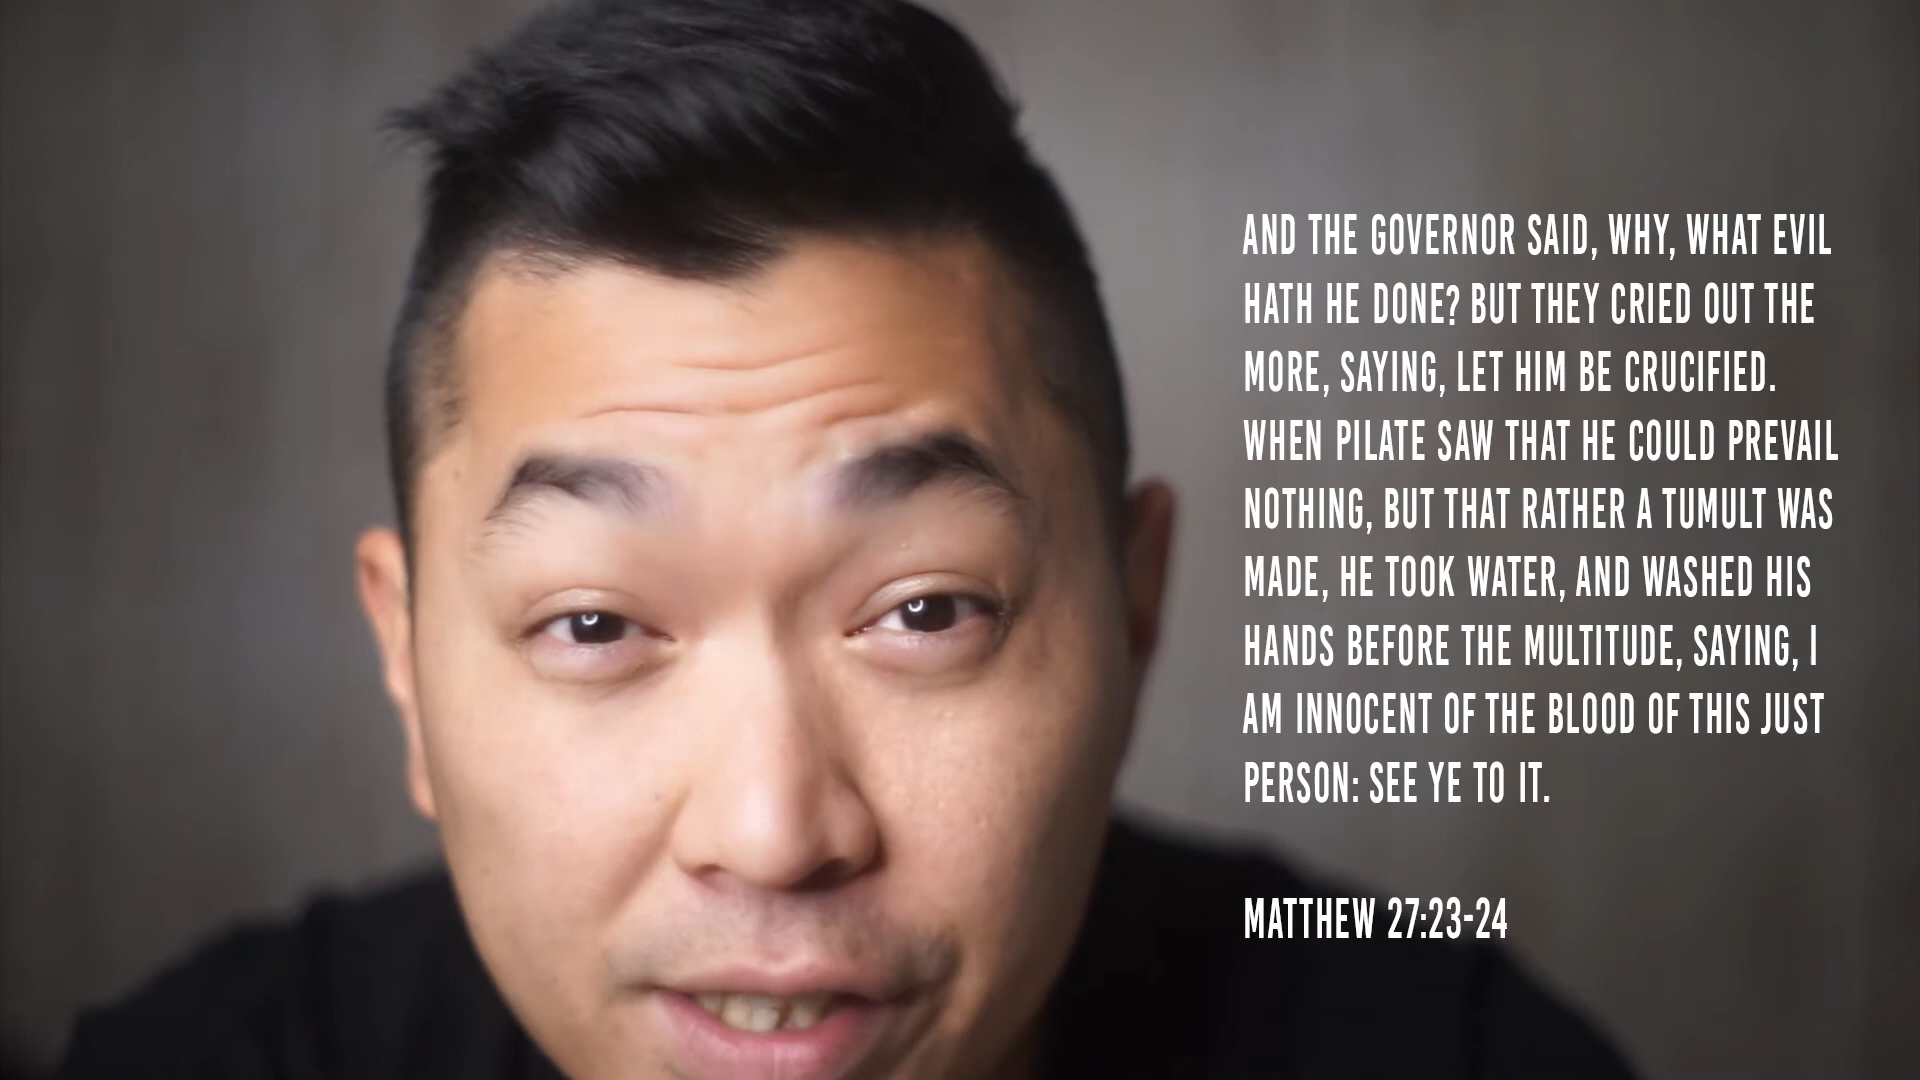 AND THE GOVERNOR SAID, WHY, WHAT EVIL
HATH HE DONE? BUT THEY CRIED OUT THE
MORE, SAYING, LET HIM BE CRUCIFIED.
WHEN PILATE SAW THAT HE COULD PREVAIL
NOTHING, BUT THAT RATHER A TUMULT WAS
MADE, HE TOOK WATER, AND WASHED HIS
HANDS BEFORE THE MULTITUDE, SAYING, I
AM INNOCENT OF THE BLOOD OF THIS JUST
PERSON: SEE YE TO IT.
MATTHEW 27:23-24